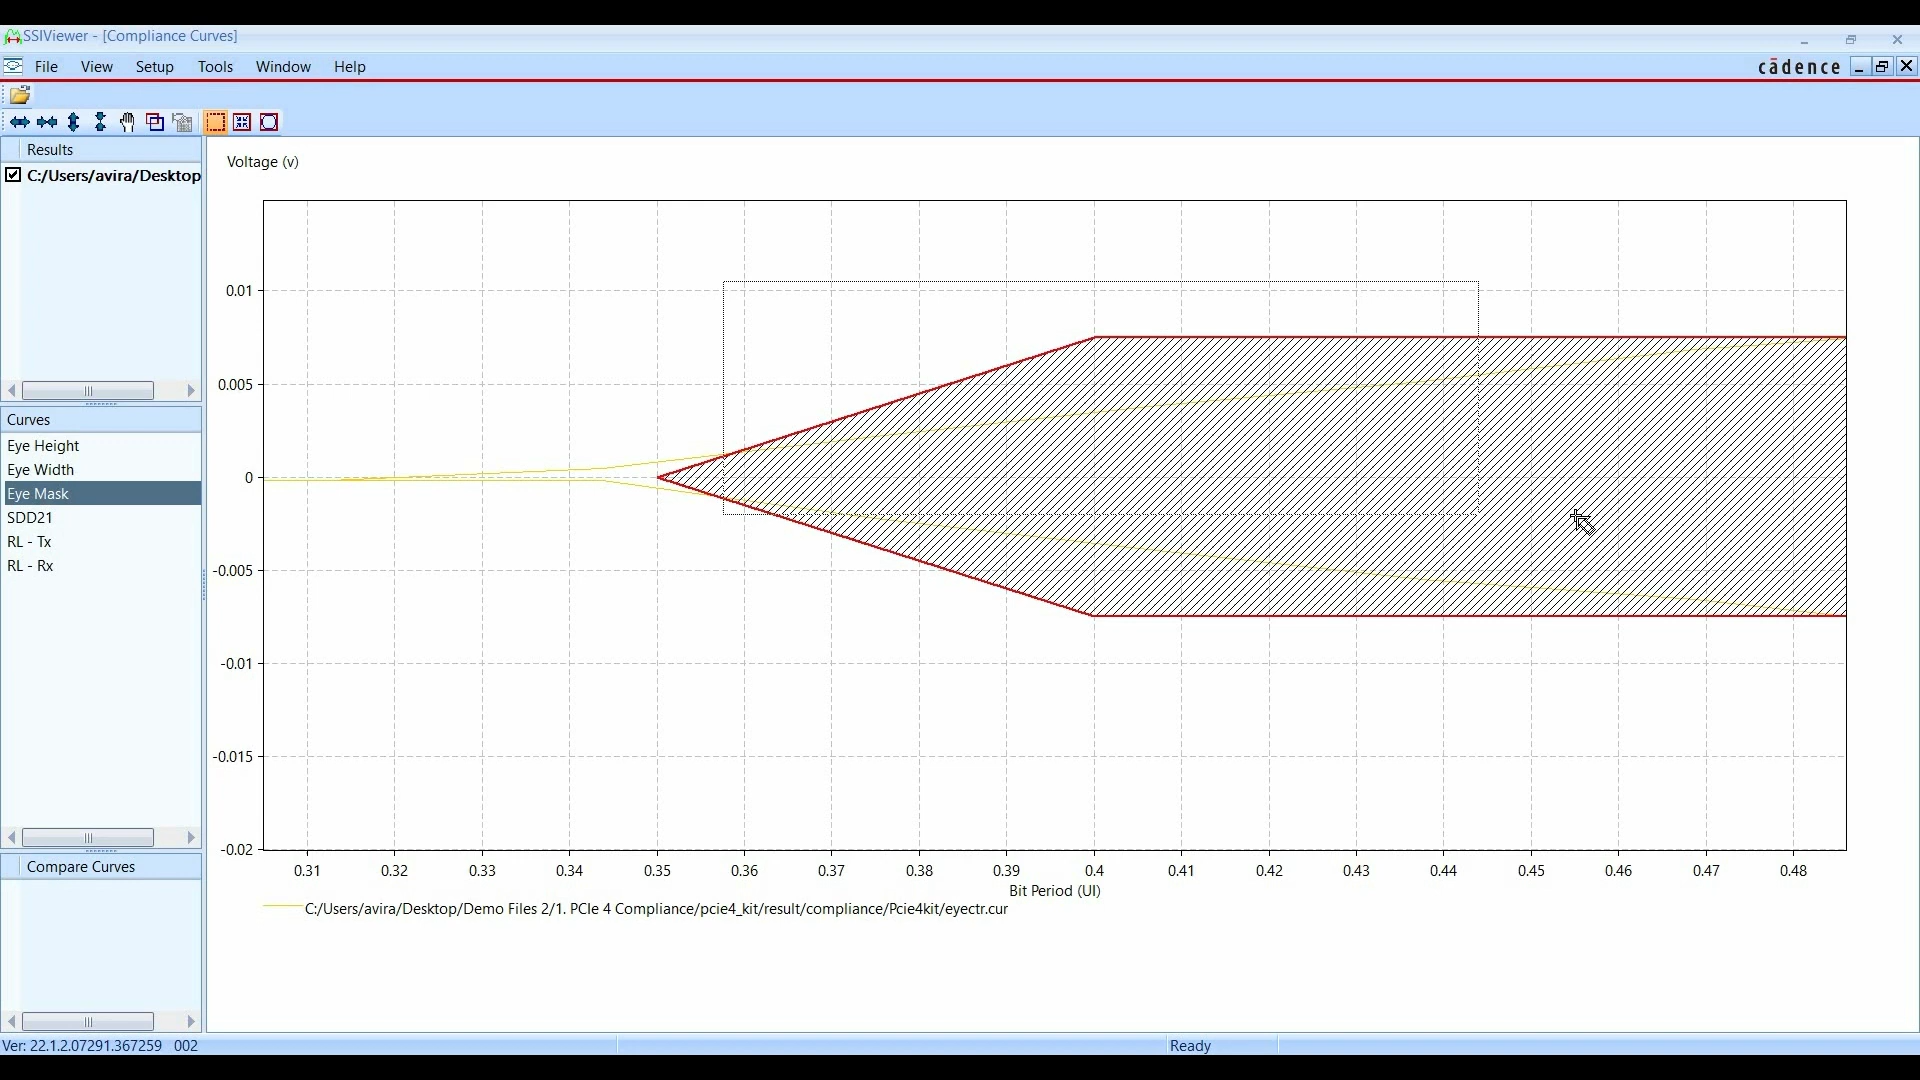 SSIViewer - [Compliance Curves]
File View Setup Tools Window Help
cādence
Results
C:/Users/avira/Desktop
Curves
Eye Height
Eye Width
Eye Mask
SDD21
RL - Tx
RL - Rx
Compare Curves
Voltage (v)
0.01
0.005
0
-0.005
-0.01
-0.015
-0.02
0.31 0.32 0.33 0.34 0.35 0.36 0.37 0.38 0.39 0.4 0.41 0.42 0.43 0.44 0.45 0.46 0.47 0.48
Bit Period (UI)
C:/Users/avira/Desktop/Demo Files 2/1. PCIe 4 Compliance/pcie4_kit/result/compliance/Pcie4kit/eyectr.cur
Ver: 22.1.2.07291.367259 002
Ready